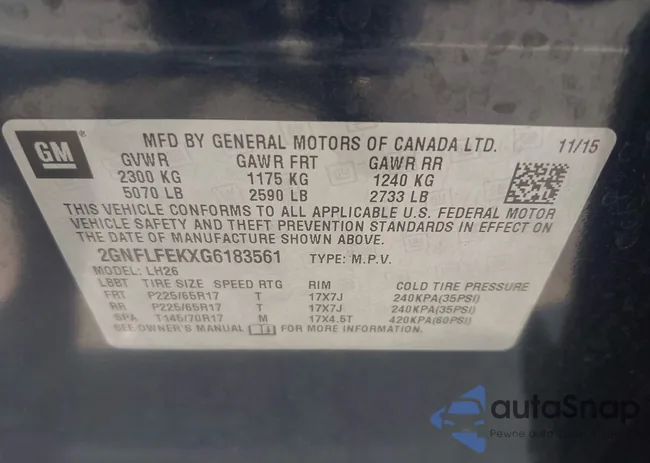 GM ® MFD BY GENERAL MOTORS OF CANADA LTD. 11/15
GVWR GAWR FRT GAWR RR
2300 KG 1175 KG 1240 KG
5070 LB 2590 LB 2733 LB
THIS VEHICLE CONFORMS TO ALL APPLICABLE U.S. FEDERAL MOTOR
VEHICLE SAFETY AND THEFT PREVENTION STANDARDS IN EFFECT ON
THE DATE OF MANUFACTURE SHOWN ABOVE.
2GNFLFEKXG6183561 TYPE: M.P.V.
MODEL: LH26
LBBT TIRE SIZE SPEED RTG RIM COLD TIRE PRESSURE
FRT P225/65R17 T 17X7J 240KPA(35PSI)
RR P225/65R17 T 17X7J 240KPA(35PSI)
SPA T145/70R17 M 17X4.5T 420KPA(60PSI)
SEE OWNER'S MANUAL FOR MORE INFORMATION.
autoSnap
Pewne auto